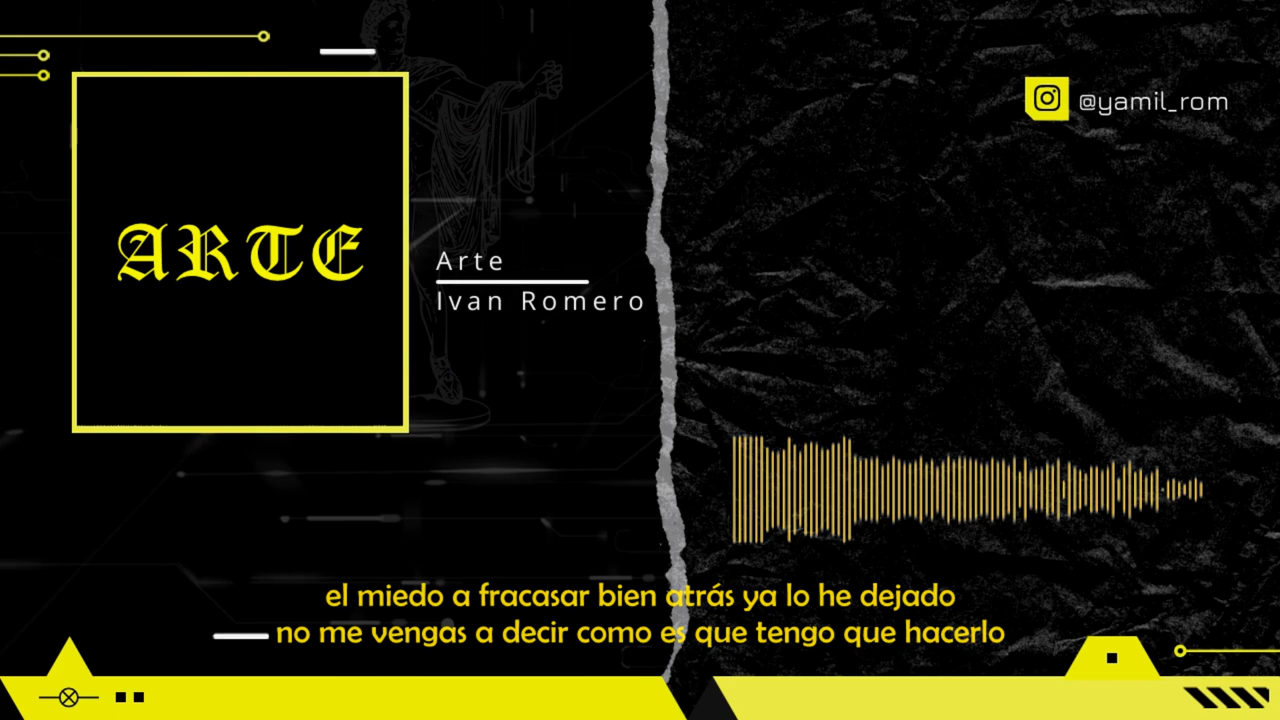 ARTE
Arte
Ivan Romero
@yamil_rom
el miedo a fracasar bien atrás ya lo he dejado
no me vengas a decir como es que tengo que hacerlo